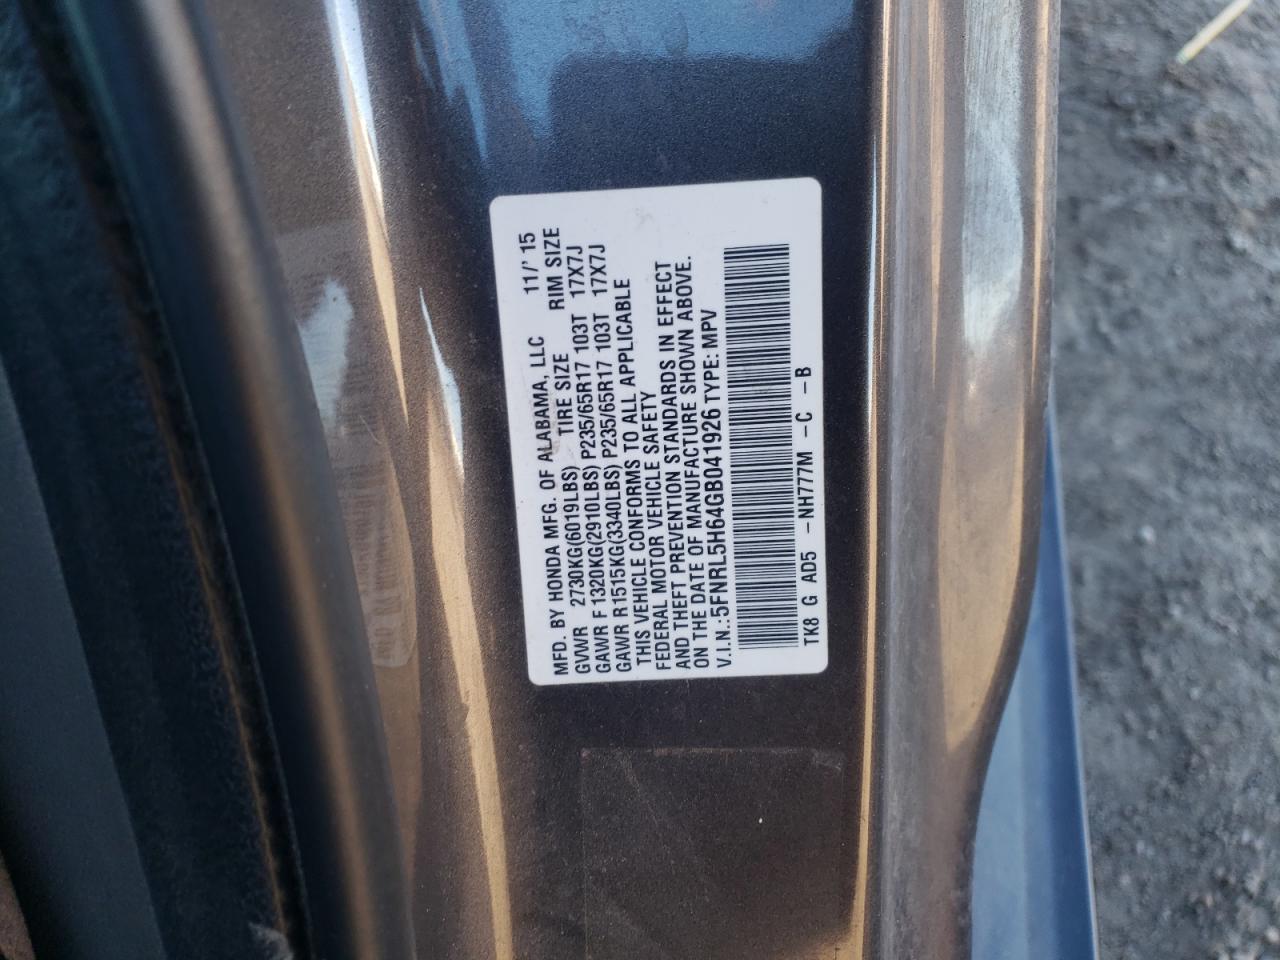 MFD. BY HONDA MFG. OF ALABAMA, LLC 11/'15
GVWR 2730KG(6019LBS) TIRE SIZE RIM SIZE
GAWR F 1320KG(2910LBS) P235/65R17 103T 17X7J
GAWR R 1515KG(3340LBS) P235/65R17 103T 17X7J
THIS VEHICLE CONFORMS TO ALL APPLICABLE
FEDERAL MOTOR VEHICLE SAFETY
AND THEFT PREVENTION STANDARDS IN EFFECT
ON THE DATE OF MANUFACTURE SHOWN ABOVE.
V.I.N.:5FNRL5H64GB041926 TYPE: MPV
TK8 G AD5 -NH777M -C -B